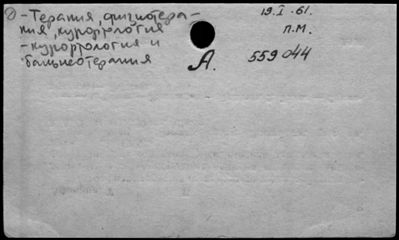 - Терапия, физиотера-
пия, курортология
- курортология и
бальнеотерапия
19.I.61.
П.М.
A. 559044